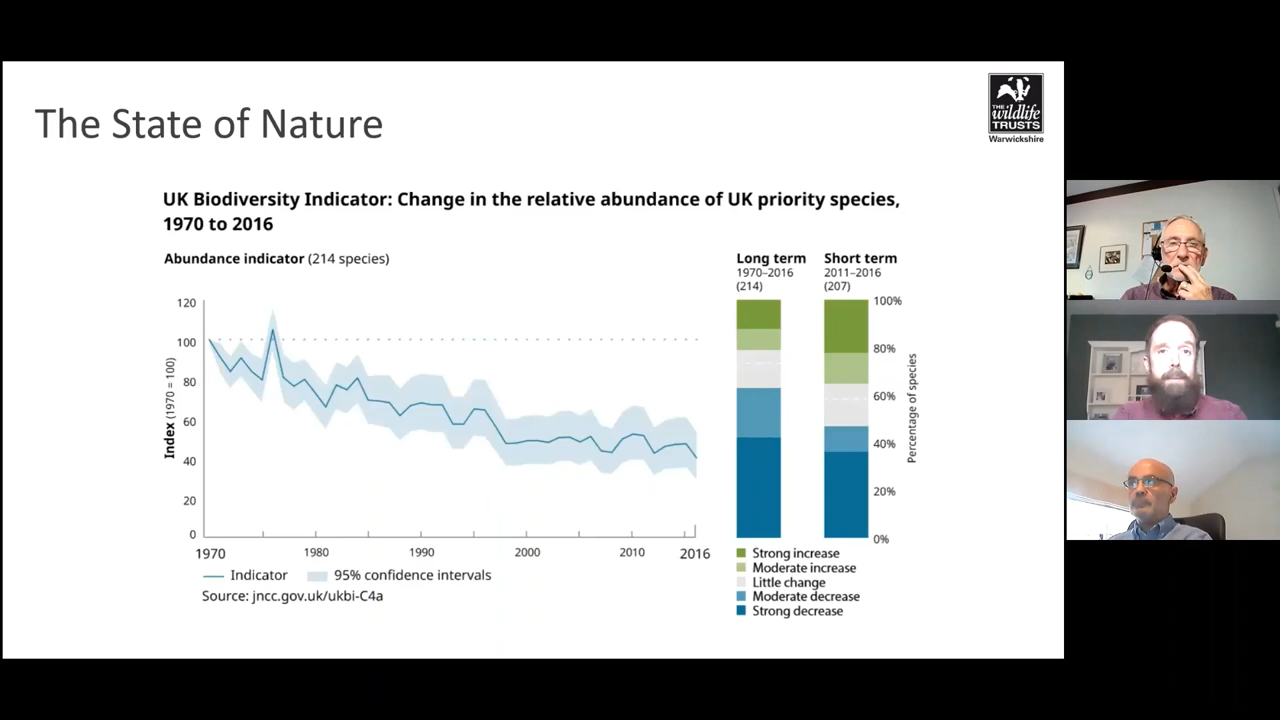 The State of Nature
THE
wildlife
TRUSTS
Warwickshire
UK Biodiversity Indicator: Change in the relative abundance of UK priority species,
1970 to 2016
Abundance indicator (214 species)
Long term
1970–2016
(214)
Short term
2011–2016
(207)
Index (1970 = 100)
120
100
80
60
40
20
0
1970
1980
1990
2000
2010
2016
100%
80%
60%
40%
20%
0%
Percentage of species
Indicator
95% confidence intervals
Source: jncc.gov.uk/ukbi-C4a
Strong increase
Moderate increase
Little change
Moderate decrease
Strong decrease